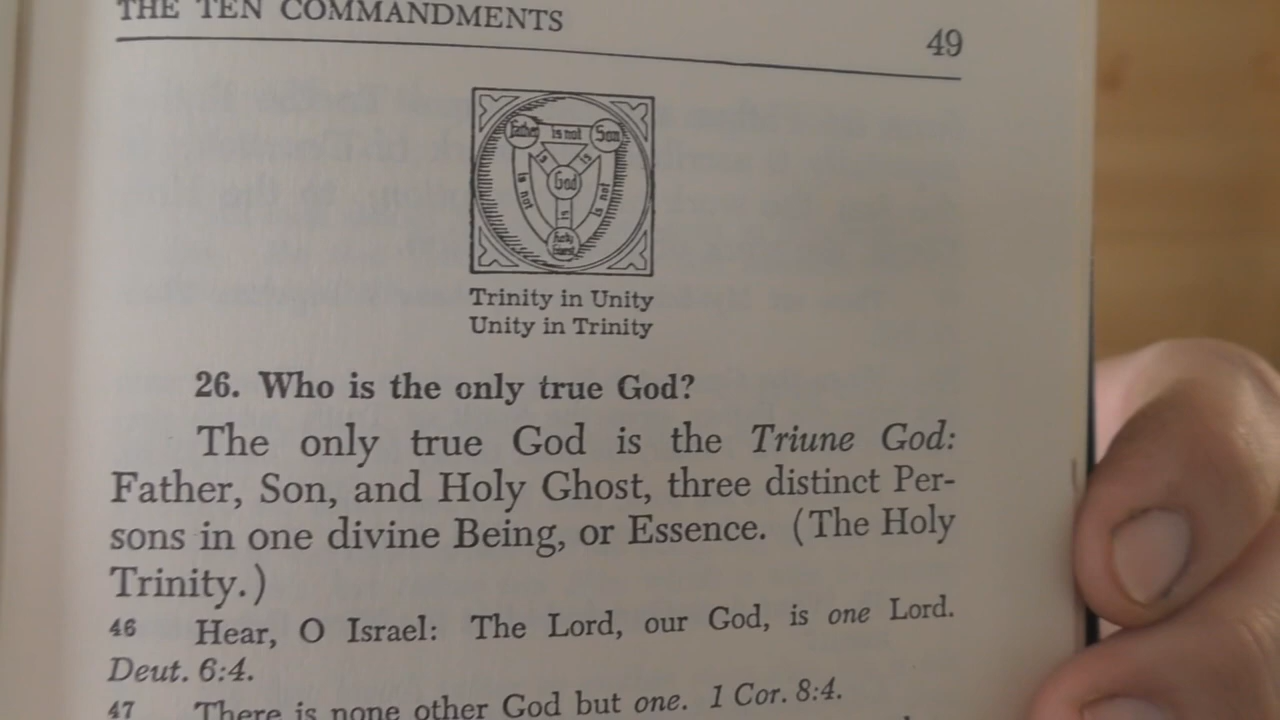 THE TEN COMMANDMENTS
49
Father is not Son
is is
God
is not is is not
Holy Ghost
Trinity in Unity
Unity in Trinity
26. Who is the only true God?
The only true God is the Triune God:
Father, Son, and Holy Ghost, three distinct Per-
sons in one divine Being, or Essence. (The Holy
Trinity.)
46 Hear, O Israel: The Lord, our God, is one Lord.
Deut. 6:4.
47 There is none other God but one. 1 Cor. 8:4.